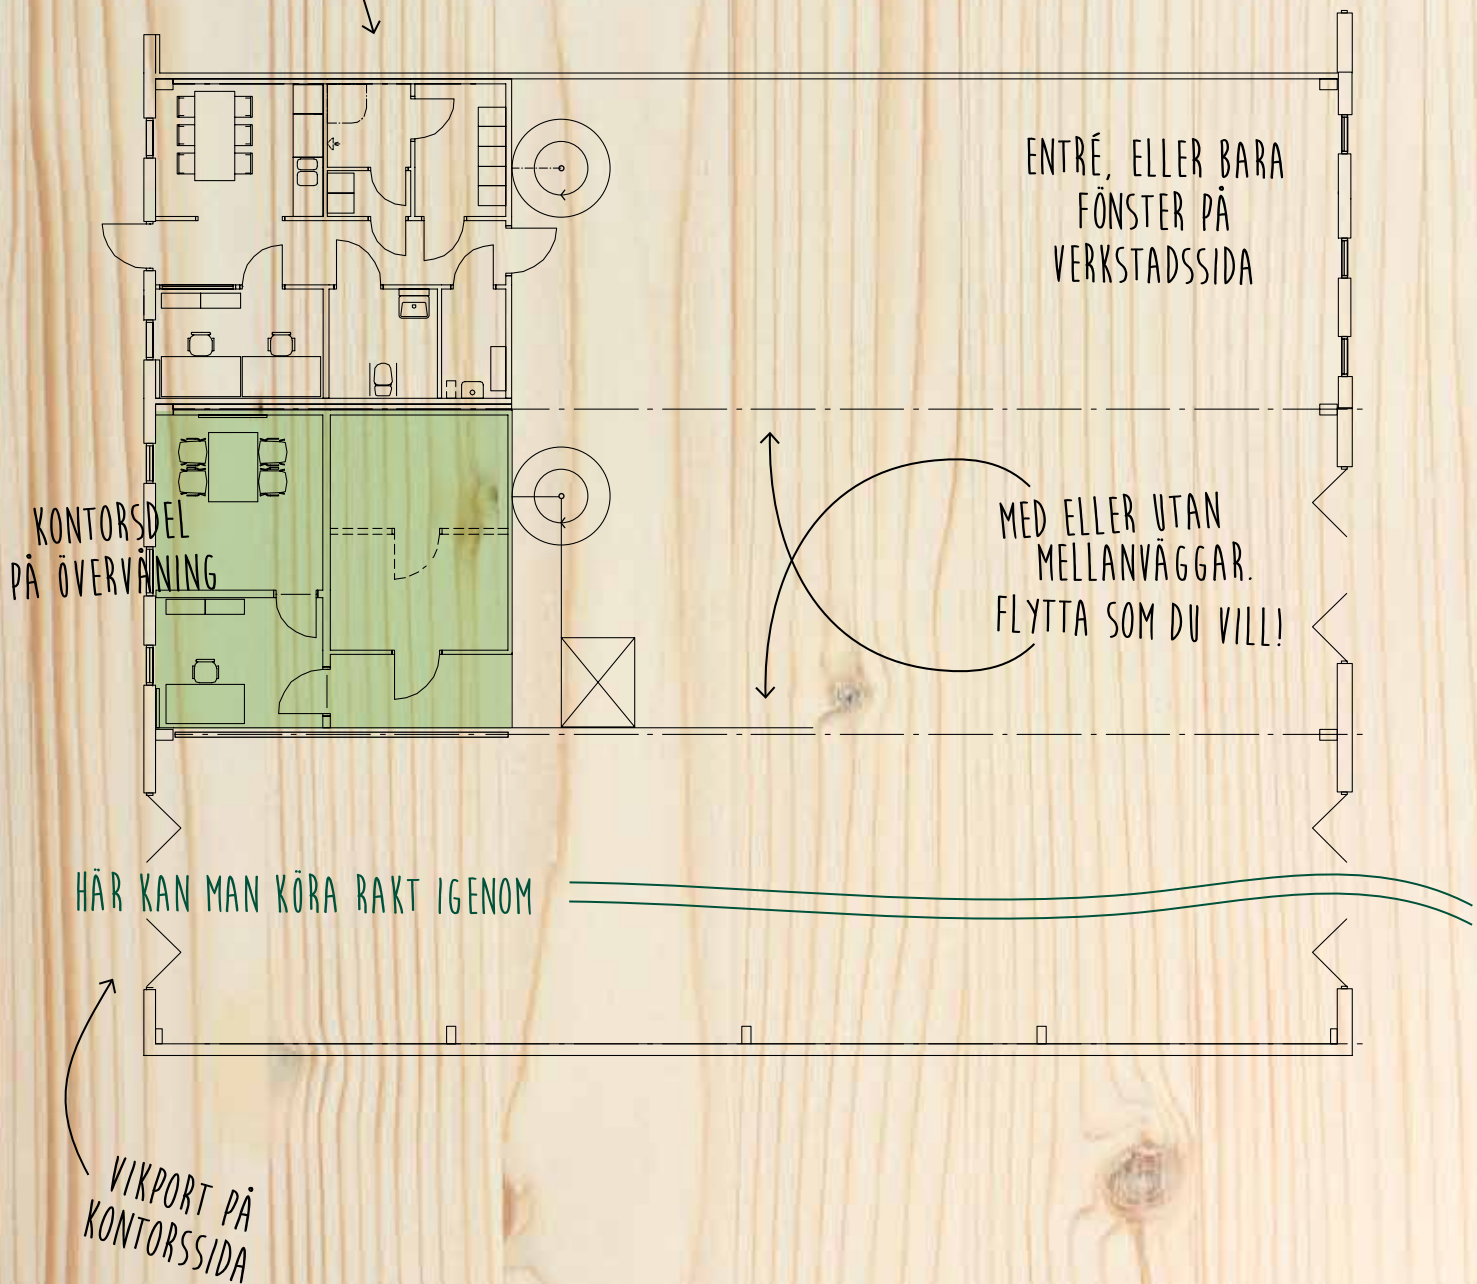 ENTRÉ, ELLER BARA
FÖNSTER PÅ
VERKSTADSSIDA
KONTORSDEL
PÅ ÖVERVÅNING
MED ELLER UTAN
MELLANVÄGGAR.
FLYTTA SOM DU VILL!
HÄR KAN MAN KÖRA RAKT IGENOM
VIKPORT PÅ
KONTORSSIDA